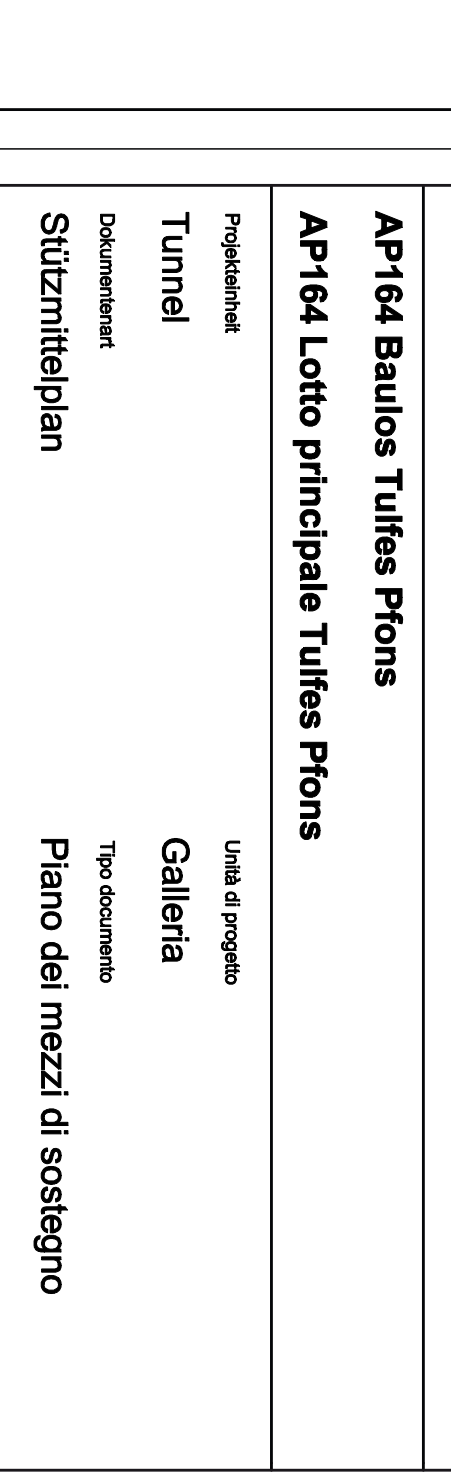 AP164 Baulos Tulfes Pfons
AP164 Lotto principale Tulfes Pfons
Projekteinheit Unità di progetto
Tunnel Galleria
Dokumentenart Tipo documento
Stützmittelplan Piano dei mezzi di sostegno